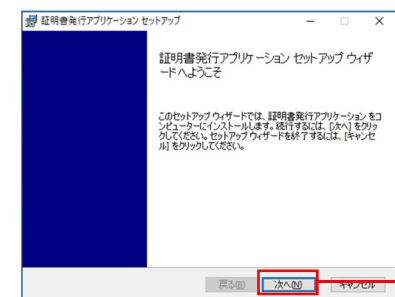 証明書発行アプリケーション セットアップ
証明書発行アプリケーション セットアップ ウィザ
ードへようこそ
このセットアップ ウィザードでは、証明書発行アプリケーション をコ
ンピューターにインストールします。続行するには、[次へ] をクリッ
クしてください。セットアップ ウィザードを終了するには、[キャンセ
ル] をクリックしてください。
戻る(B) 次へ(N) キャンセル